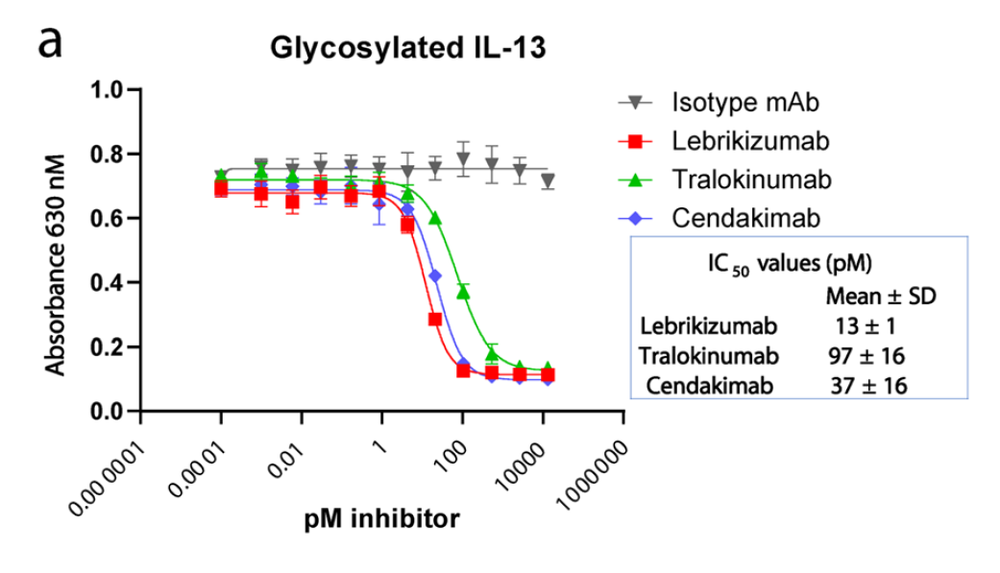 a
Glycosylated IL-13
1.0
0.8
0.6
0.4
0.2
0.0
Absorbance 630 nM
0.00 0001
0.00 01
0.01
1
100
10000
1000000
pM inhibitor
Isotype mAb
Lebrikizumab
Tralokinumab
Cendakimab
IC 50 values (pM)
Mean ± SD
Lebrikizumab 13 ± 1
Tralokinumab 97 ± 16
Cendakimab 37 ± 16